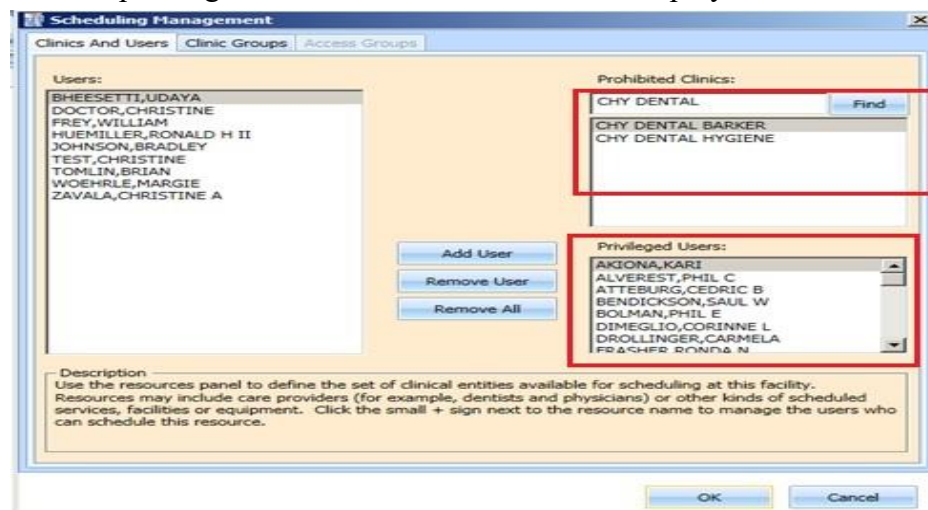 Scheduling Management
Clinics And Users Clinic Groups Access Groups
Users:
BHEESETTI,UDAYA
DOCTOR,CHRISTINE
FREY,WILLIAM
HUEMILLER,RONALD H II
JOHNSON,BRADLEY
TEST,CHRISTINE
TOMLIN,BRIAN
WOEHRLE,MARGIE
ZAVALA,CHRISTINE A
Add User
Remove User
Remove All
Prohibited Clinics:
CHY DENTAL Find
CHY DENTAL BARKER
CHY DENTAL HYGIENE
Privileged Users:
AKIONA,KARI
ALVEREST,PHIL C
ATTEBURG,CEDRIC B
BENDICKSON,SAUL W
BOLMAN,PHIL E
DIMEGLIO,CORINNE L
DROLLINGER,CARMELA
FRASHER,RONDA N
Description
Use the resources panel to define the set of clinical entities available for scheduling at this facility.
Resources may include care providers (for example, dentists and physicians) or other kinds of scheduled
services, facilities or equipment. Click the small + sign next to the resource name to manage the users who
can schedule this resource.
OK Cancel